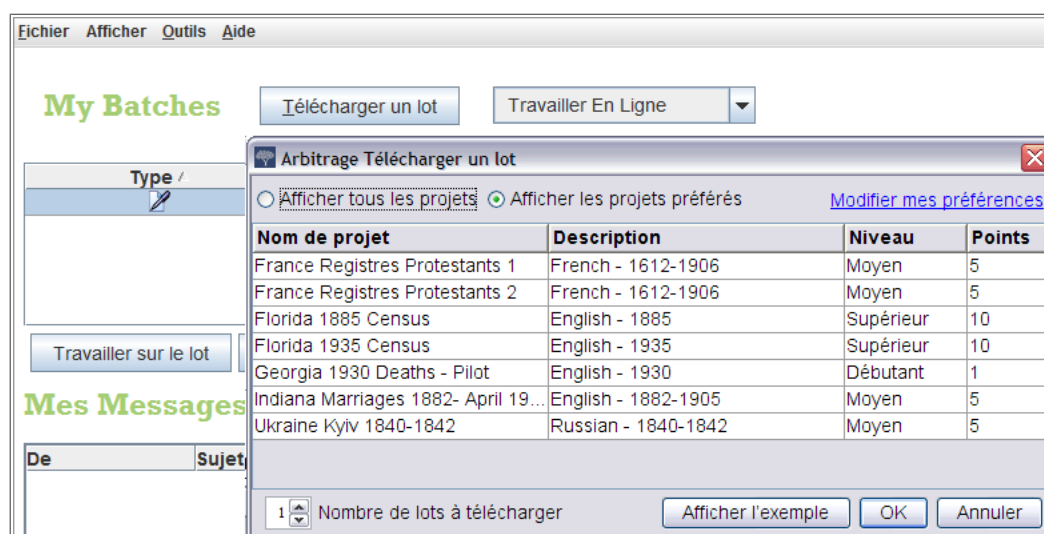 Fichier Afficher Outils Aide
My Batches Télécharger un lot Travailler En Ligne
Type
Arbitrage Télécharger un lot
Afficher tous les projets Afficher les projets préférés Modifier mes préférences
Nom de projet Description Niveau Points
France Registres Protestants 1 French - 1612-1906 Moyen 5
France Registres Protestants 2 French - 1612-1906 Moyen 5
Florida 1885 Census English - 1885 Supérieur 10
Florida 1935 Census English - 1935 Supérieur 10
Georgia 1930 Deaths - Pilot English - 1930 Débutant 1
Indiana Marriages 1882- April 19... English - 1882-1905 Moyen 5
Ukraine Kyiv 1840-1842 Russian - 1840-1842 Moyen 5
Travailler sur le lot
Mes Messages
De Sujet
1 Nombre de lots à télécharger Afficher l'exemple OK Annuler